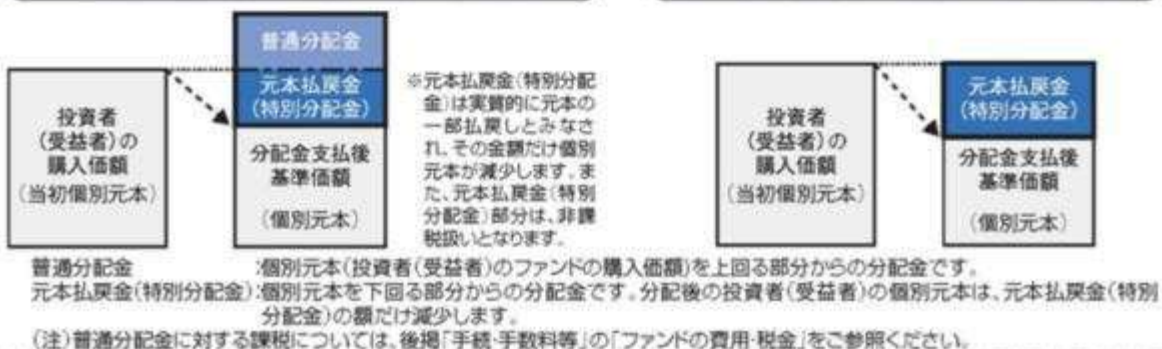 普通分配金
元本払戻金
(特別分配金)
投資者
(受益者)の
購入価額
(当初個別元本)
分配金支払後
基準価額
(個別元本)
※元本払戻金(特別分配
金)は実質的に元本の
一部払戻しとみなさ
れ、その金額だけ個別
元本が減少します。ま
た、元本払戻金(特別
分配金)部分は、非課
税扱いとなります。
投資者
(受益者)の
購入価額
(当初個別元本)
元本払戻金
(特別分配金)
分配金支払後
基準価額
(個別元本)
普通分配金 :個別元本(投資者(受益者)のファンドの購入価額)を上回る部分からの分配金です。
元本払戻金(特別分配金):個別元本を下回る部分からの分配金です。分配後の投資者(受益者)の個別元本は、元本払戻金(特別
分配金)の額だけ減少します。
(注)普通分配金に対する課税については、後掲「手続・手数料等」の「ファンドの費用・税金」をご参照ください。